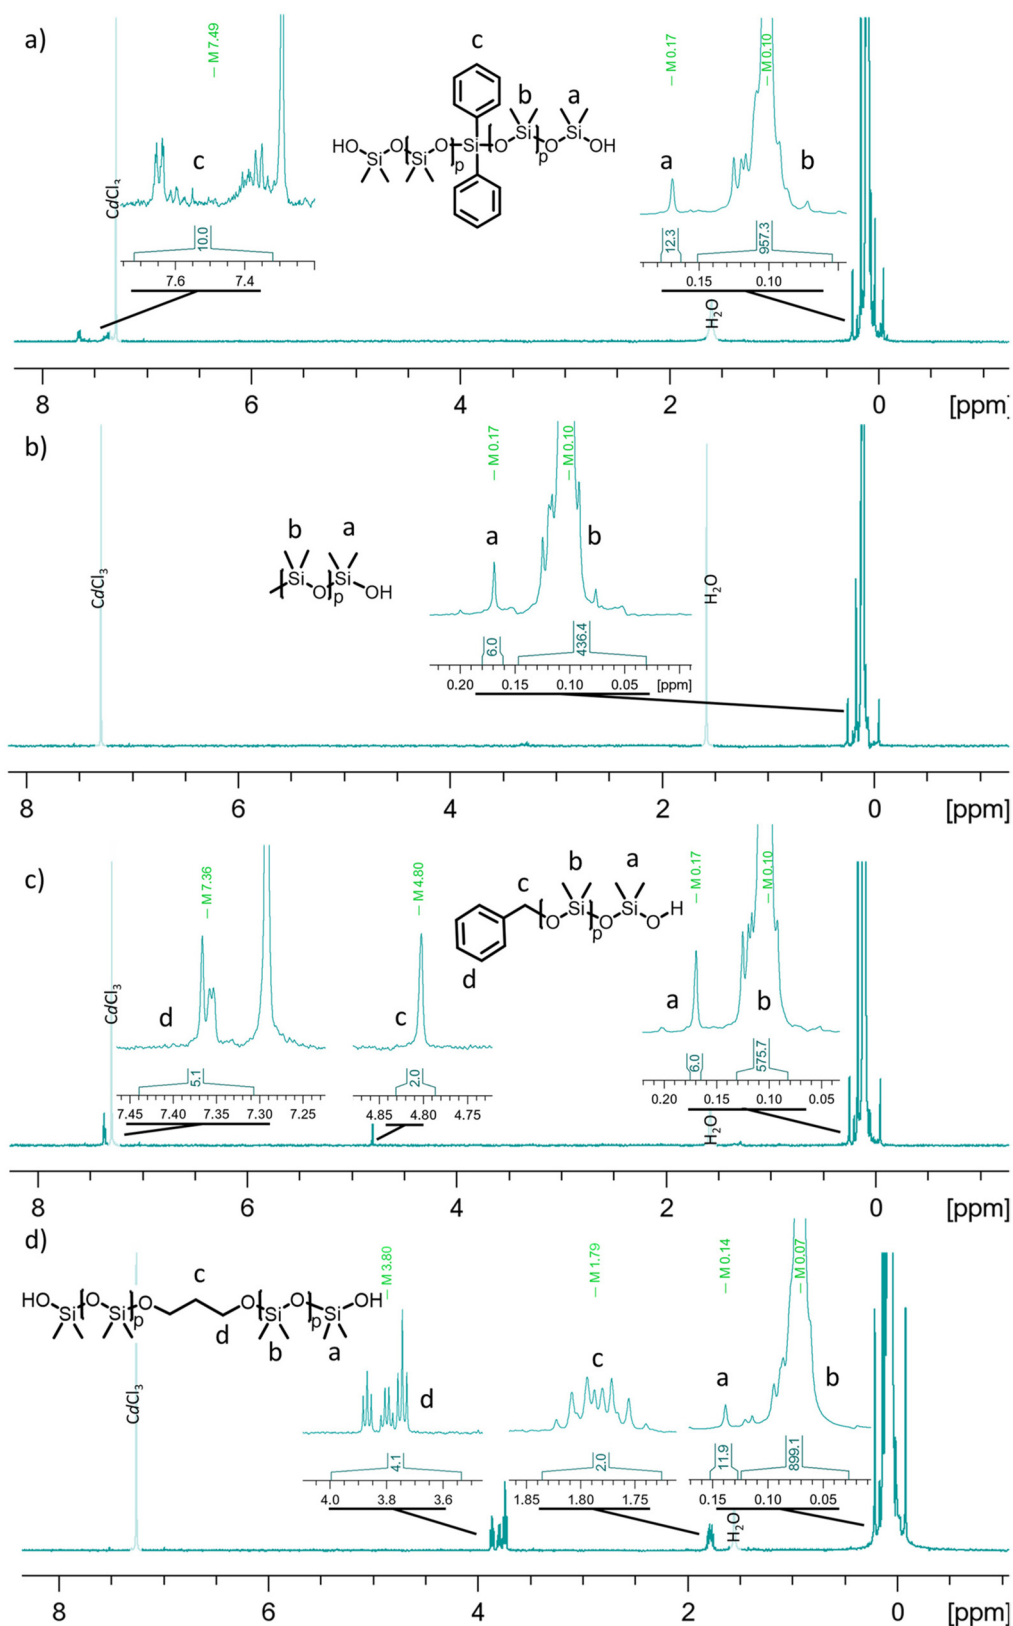 a)
— M 7.49
c
— M 0.17
— M 0.10
b
a
HO
Si
O
Si
O
p
Si
O
Si
p
O
Si
OH
c
a
b
CdCl3
10.0
12.3
957.3
7.6
7.4
0.15
0.10
H2O
8
6
4
2
0
[ppm]
b)
— M 0.17
— M 0.10
b
a
Si
O
p
Si
OH
a
b
CdCl3
H2O
6.0
436.4
0.20
0.15
0.10
0.05
[ppm]
8
6
4
2
0
[ppm]
c)
— M 7.36
— M 4.80
b
a
c
O
Si
p
O
Si
O
H
d
— M 0.17
— M 0.10
CdCl3
d
c
a
b
5.1
2.0
6.0
575.7
7.45
7.40
7.35
7.30
7.25
4.85
4.80
4.75
0.20
0.15
0.10
0.05
H2O
8
6
4
2
0
[ppm]
d)
— M 3.80
— M 1.79
— M 0.14
— M 0.07
HO
Si
O
Si
p
O
c
d
O
Si
O
p
Si
OH
b
a
CdCl3
d
c
a
b
4.1
2.0
11.9
899.1
4.0
3.8
3.6
1.85
1.80
1.75
0.15
0.10
0.05
H2O
8
6
4
2
0
[ppm]